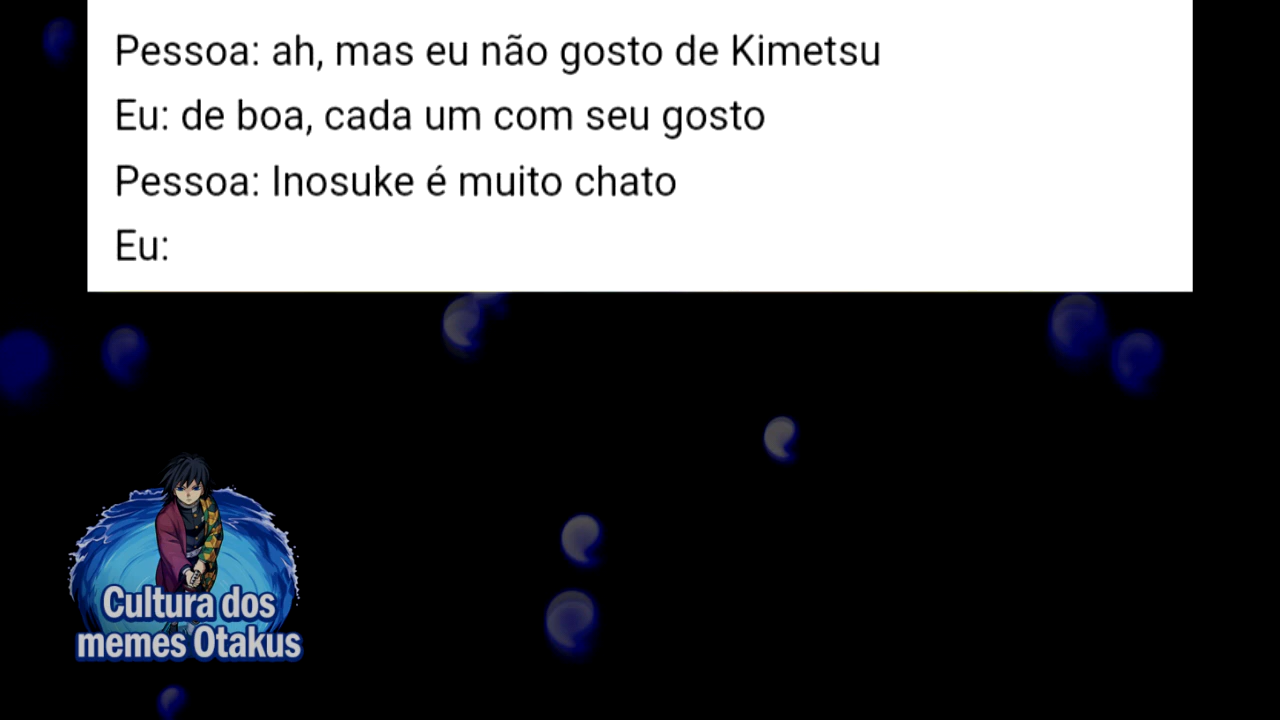 Pessoa: ah, mas eu não gosto de Kimetsu
Eu: de boa, cada um com seu gosto
Pessoa: Inosuke é muito chato
Eu:
Cultura dos
memes Otakus